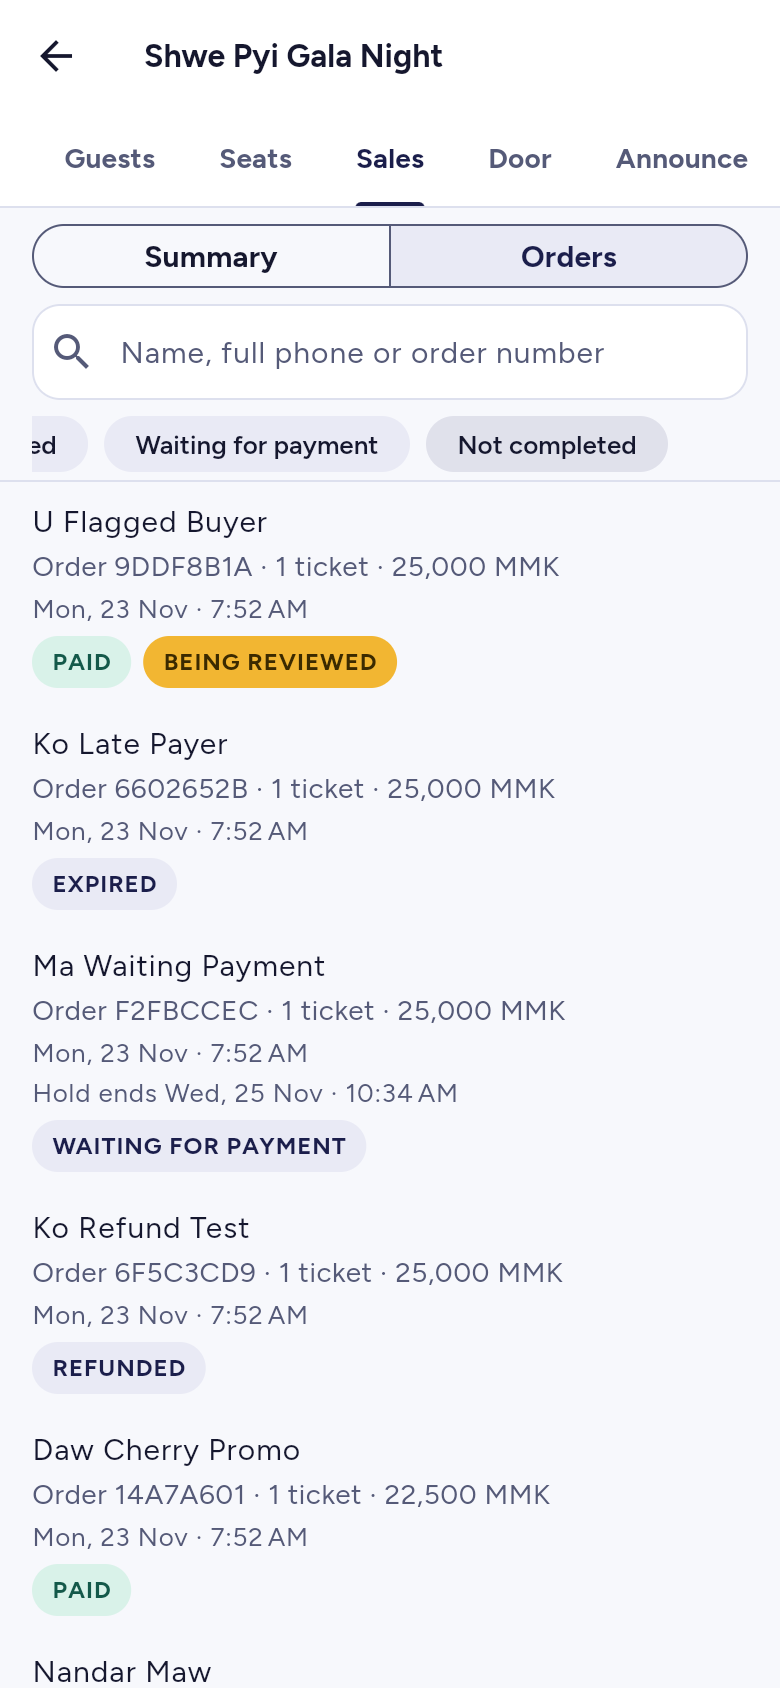 Shwe Pyi Gala Night
Guests Seats Sales Door Announce
Summary Orders
Name, full phone or order number
ed Waiting for payment Not completed
U Flagged Buyer
Order 9DDF8B1A · 1 ticket · 25,000 MMK
Mon, 23 Nov · 7:52 AM
PAID BEING REVIEWED
Ko Late Payer
Order 6602652B · 1 ticket · 25,000 MMK
Mon, 23 Nov · 7:52 AM
EXPIRED
Ma Waiting Payment
Order F2FBCCEC · 1 ticket · 25,000 MMK
Mon, 23 Nov · 7:52 AM
Hold ends Wed, 25 Nov · 10:34 AM
WAITING FOR PAYMENT
Ko Refund Test
Order 6F5C3CD9 · 1 ticket · 25,000 MMK
Mon, 23 Nov · 7:52 AM
REFUNDED
Daw Cherry Promo
Order 14A7A601 · 1 ticket · 22,500 MMK
Mon, 23 Nov · 7:52 AM
PAID
Nandar Maw